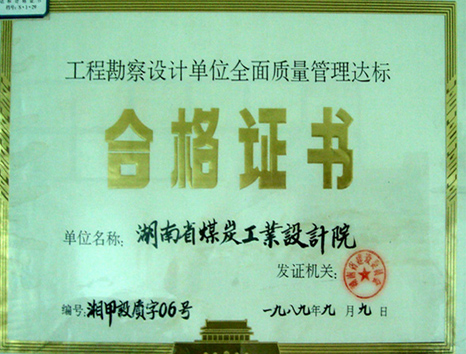 工程勘察设计单位全面质量管理达标
合格证书
单位名称：湖南省煤炭工業設計院
发证机关：
编号：湘甲設质字06号
一九八九年九月九日